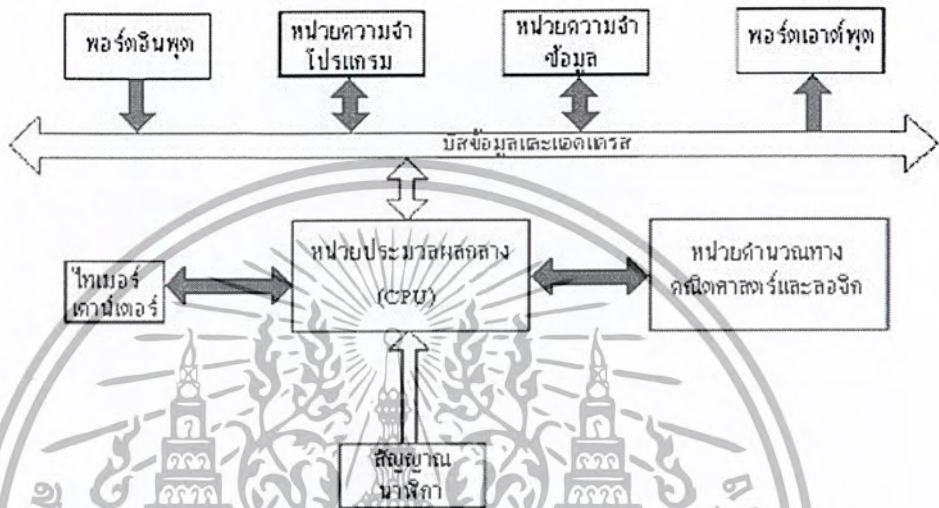 พอร์ตอินพุต
หน่วยความจำ
โปรแกรม
หน่วยความจำ
ข้อมูล
พอร์ตเอาต์พุต
บัสข้อมูลและแอดเดรส
หน่วยประมวลผลกลาง
(CPU)
หน่วยคำนวณทาง
คณิตศาสตร์และลอจิก
ไทเมอร์
เคาน์เตอร์
สัญญาณ
นาฬิกา